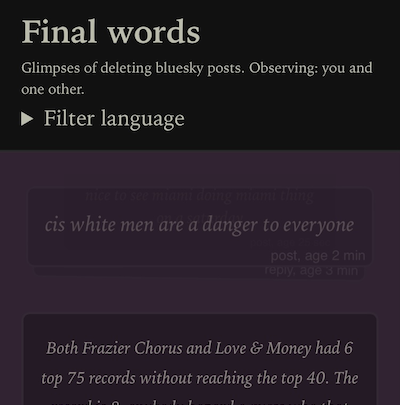 Final words
Glimpses of deleting bluesky posts. Observing: you and
one other.
Filter language
nice to see miami doing miami thing
cis white men are a danger to everyone
post, age 2 min
reply, age 3 min
Both Frazier Chorus and Love & Money had 6
top 75 records without reaching the top 40. The